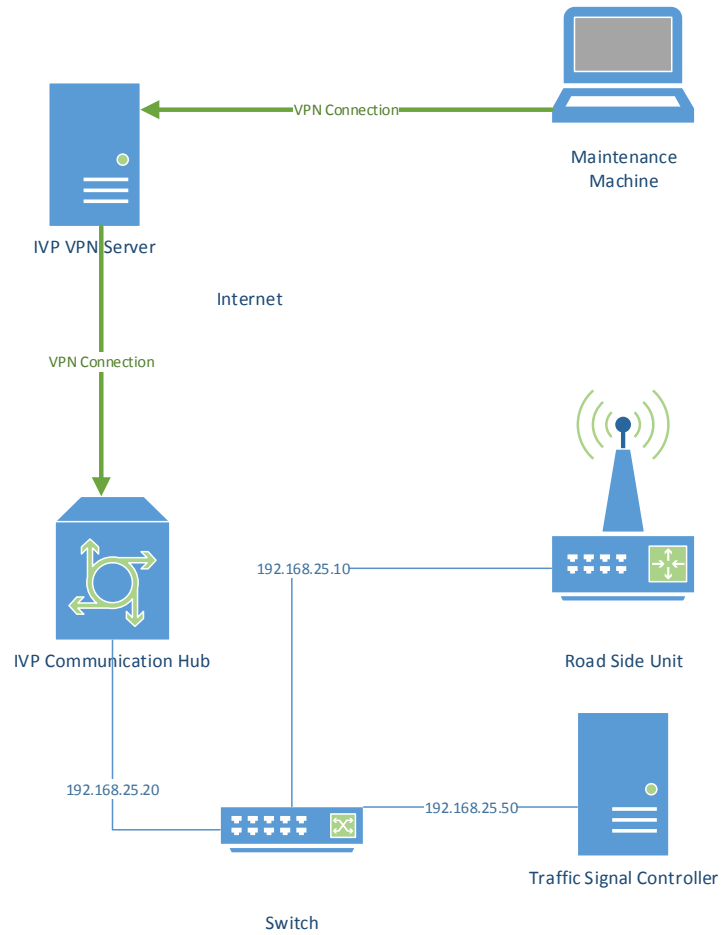 VPN Connection
Maintenance
Machine
IVP VPN Server
Internet
VPN Connection
192.168.25.10
IVP Communication Hub
Road Side Unit
192.168.25.20
192.168.25.50
Traffic Signal Controller
Switch